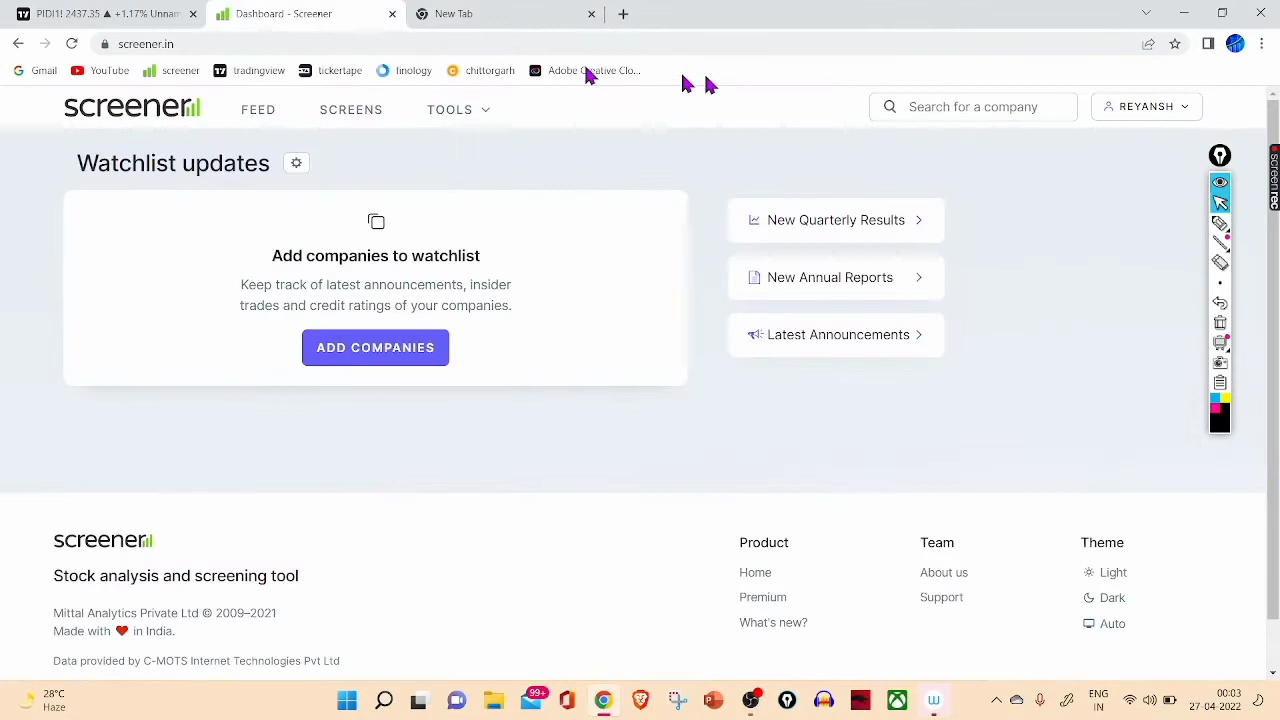 PIDI1! 2437.35 ▲ +1.17% Unnam
Dashboard - Screener
New Tab
screener.in
Gmail
YouTube
screener
tradingview
tickertape
finology
chittorgarh
Adobe Creative Clo...
screener
FEED
SCREENS
TOOLS
Search for a company
REYANSH
Watchlist updates
Add companies to watchlist
Keep track of latest announcements, insider
trades and credit ratings of your companies.
ADD COMPANIES
New Quarterly Results
New Annual Reports
Latest Announcements
screenrec
screener
Stock analysis and screening tool
Mittal Analytics Private Ltd © 2009–2021
Made with ❤ in India.
Data provided by C-MOTS Internet Technologies Pvt Ltd
Product
Home
Premium
What's new?
Team
About us
Support
Theme
Light
Dark
Auto
28°C
Haze
99+
ENG
IN
00:03
27-04-2022